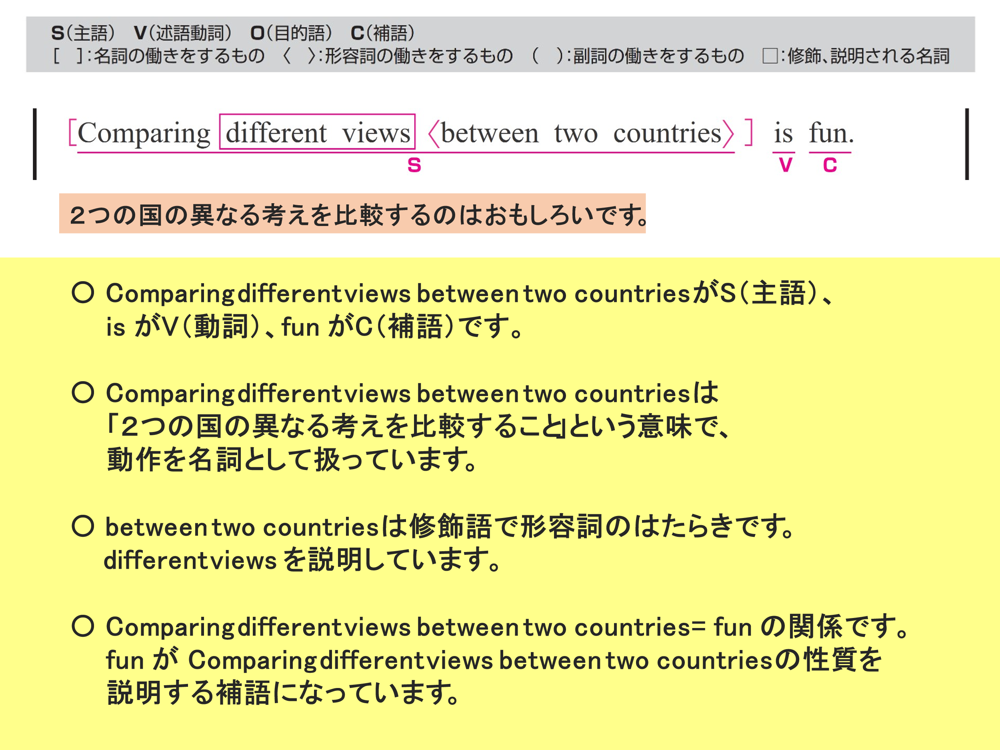 S（主語）　V（述語動詞）　O（目的語）　C（補語）
［　］：名詞の働きをするもの　〈　〉：形容詞の働きをするもの　（　）：副詞の働きをするもの　□：修飾、説明される名詞
[Comparing different views 〈between two countries〉] is fun.
S V C
２つの国の異なる考えを比較するのはおもしろいです。
○ Comparing different views between two countriesがS（主語）、
is がV（動詞）、fun がC（補語）です。
○ Comparing different views between two countriesは
「２つの国の異なる考えを比較すること」という意味で、
動作を名詞として扱っています。
○ between two countriesは修飾語で形容詞のはたらきです。
different views を説明しています。
○ Comparing different views between two countries= fun の関係です。
fun が Comparing different views between two countriesの性質を
説明する補語になっています。